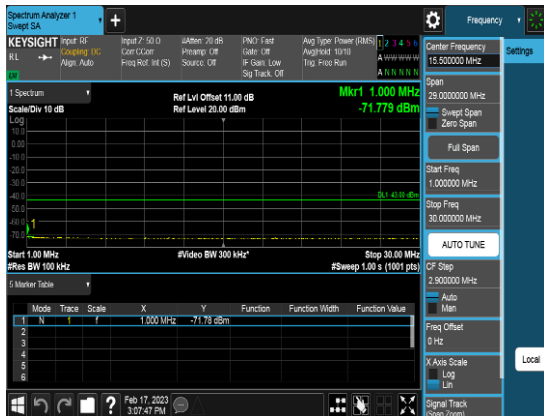 Spectrum Analyzer 1
Swept SA
Frequency
KEYSIGHT
RL
Input: RF
Coupling: DC
Align: Auto
Input Z: 50 Ω
Corr CCorr
Freq Ref: Int (S)
#Atten: 20 dB
Preamp: Off
Source: Off
PNO: Fast
Gate: Off
IF Gain: Low
Sig Track: Off
Avg Type: Power (RMS)
Avg|Hold: 10/10
Trig: Free Run
1 2 3 4 5 6
A W W W W W
A N N N N N
Center Frequency
15.500000 MHz
Settings
Span
29.0000000 MHz
Swept Span
Zero Span
Full Span
Start Freq
1.000000 MHz
Stop Freq
30.000000 MHz
AUTO TUNE
CF Step
2.900000 MHz
Auto
Man
Freq Offset
0 Hz
X Axis Scale
Log
Lin
Local
Signal Track
(Span Zoom)
1 Spectrum
Scale/Div 10 dB
Ref Lvl Offset 11.00 dB
Ref Level 20.00 dBm
Mkr1 1.000 MHz
-71.779 dBm
Log
10.0
0.00
-10.0
-20.0
-30.0
-40.0
DL1 -43.00 dBm
-50.0
-60.0
1
-70.0
Start 1.00 MHz
#Res BW 100 kHz
#Video BW 300 kHz*
Stop 30.00 MHz
#Sweep 1.00 s (1001 pts)
5 Marker Table
Mode Trace Scale X Y Function Function Width Function Value
1 N 1 f 1.000 MHz -71.78 dBm
2
3
4
5
6
Feb 17, 2023
3:07:47 PM